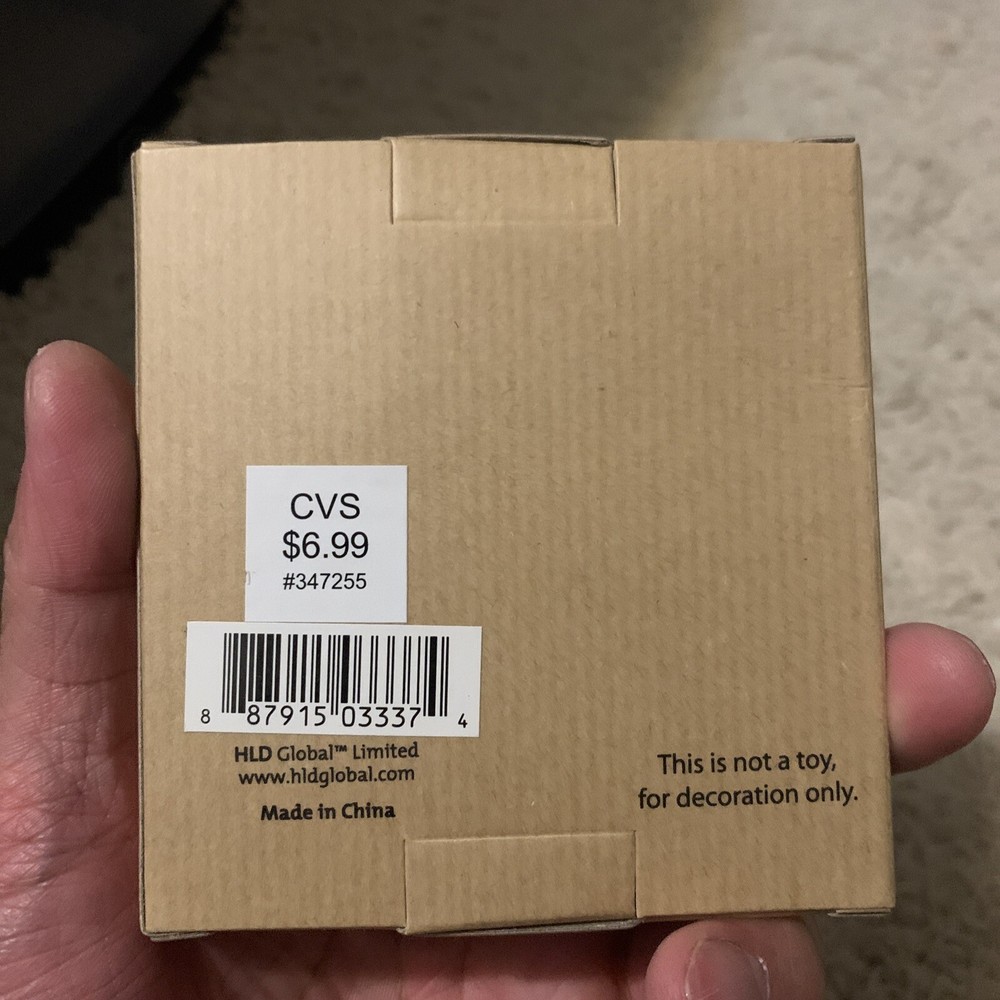 CVS
$6.99
#347255
8 87915 03337 4
HLD Global™ Limited
www.hldglobal.com
Made in China
This is not a toy,
for decoration only.